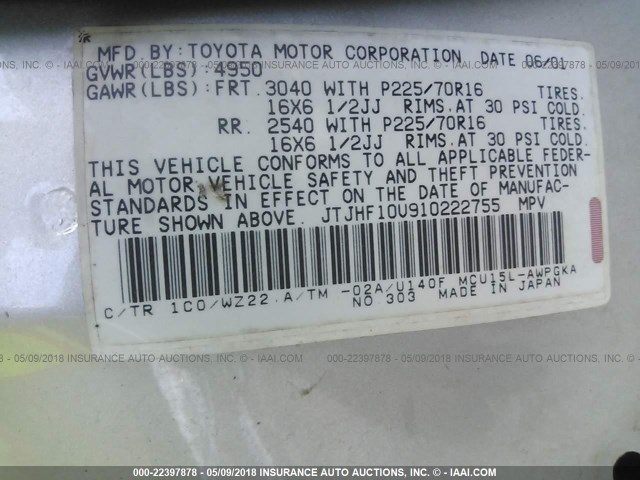 MFD. BY: TOYOTA MOTOR CORPORATION DATE 06/01
GVWR(LBS): 4950
GAWR(LBS): FRT. 3040 WITH P225/70R16 TIRES.
16X6 1/2JJ RIMS. AT 30 PSI COLD.
RR. 2540 WITH P225/70R16 TIRES.
16X6 1/2JJ RIMS. AT 30 PSI COLD.
THIS VEHICLE CONFORMS TO ALL APPLICABLE FEDER-
AL MOTOR VEHICLE SAFETY AND THEFT PREVENTION
STANDARDS IN EFFECT ON THE DATE OF MANUFAC-
TURE SHOWN ABOVE. JTJHF10U910222755 MPV
C/TR 1C0/WZ22 A/TM -02A/U140F MCU15L-AWPGKA
NO 303 MADE IN JAPAN
000-22397878 - 05/09/2018 INSURANCE AUTO AUCTIONS INC. - © - IAAI.COM